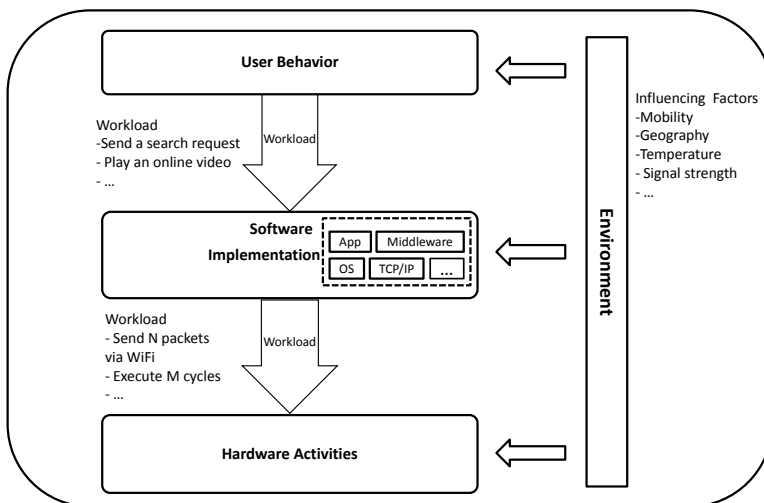 User Behavior
Workload
-Send a search request
- Play an online video
- ...
Workload
Influencing Factors
-Mobility
-Geography
-Temperature
- Signal strength
- ...
Environment
Software
Implementation
App
Middleware
OS
TCP/IP
...
Workload
- Send N packets
via WiFi
- Execute M cycles
- ...
Workload
Hardware Activities